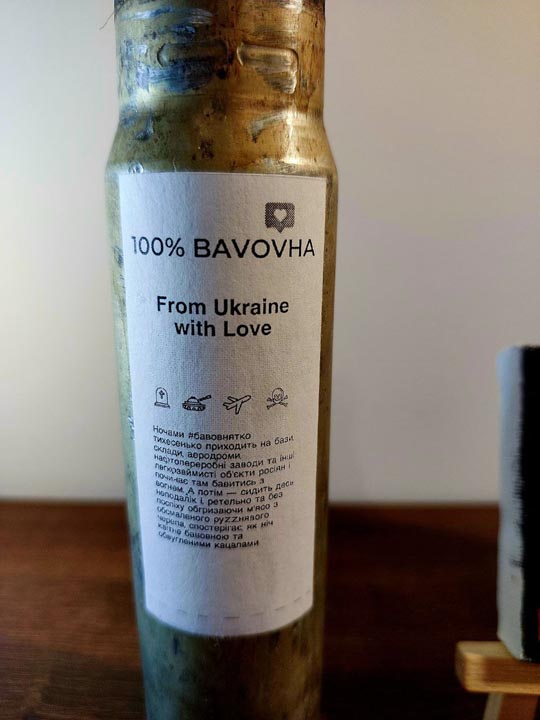 100% BAVOVHA
From Ukraine
with Love
Ночами #бавовнятко
тихесенько приходить на бази,
склади, аеродроми,
нафтопереробні заводи та інші
легкозаймисті об'єкти росіян і
починає там бавитись з
вогнем. А потім — сидить десь
неподалік і ретельно та без
поспіху обгризаючи м'ясо з
обсмаленого руZZнявого
черепа, спостерігає, як ніч
квітне бавовною та
обвугленими кацапами